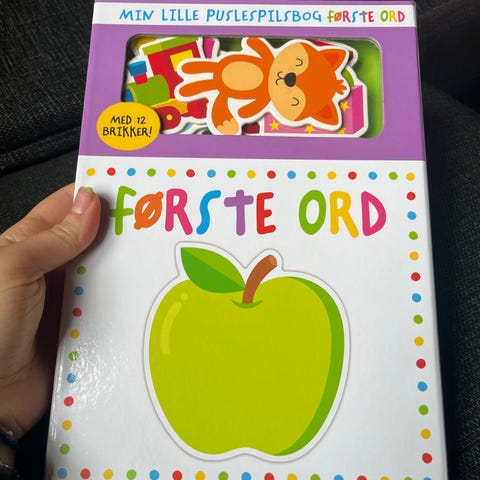 MIN LILLE PUSLESPILSBOG FØRSTE ORD
MED 12
BRIKKER!
FØRSTE ORD